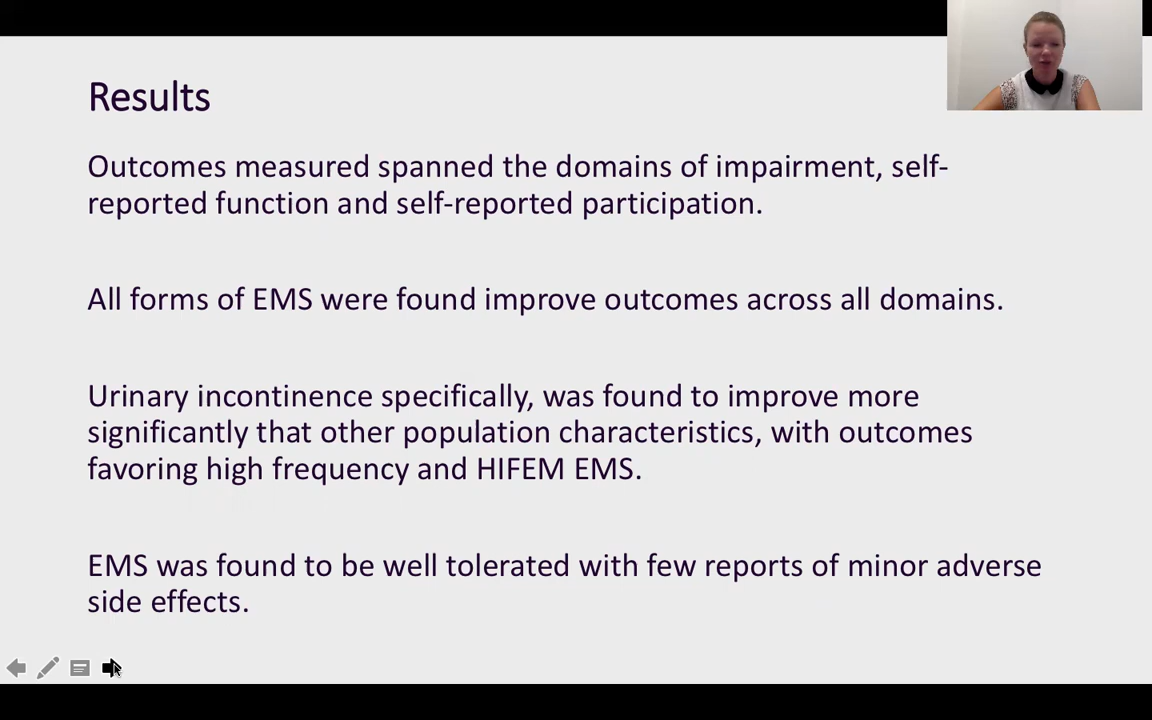 Results
Outcomes measured spanned the domains of impairment, self-
reported function and self-reported participation.
All forms of EMS were found improve outcomes across all domains.
Urinary incontinence specifically, was found to improve more
significantly that other population characteristics, with outcomes
favoring high frequency and HIFEM EMS.
EMS was found to be well tolerated with few reports of minor adverse
side effects.